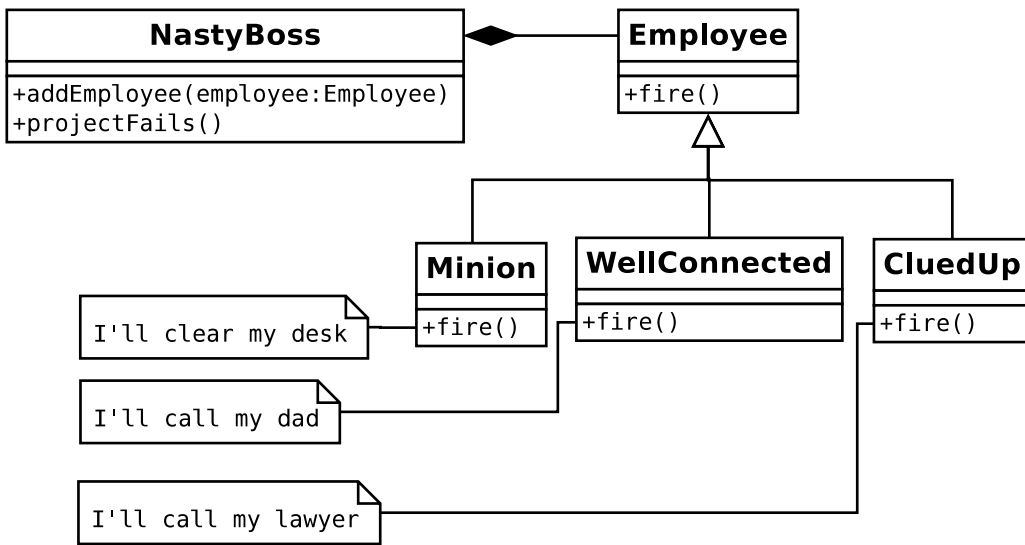 NastyBoss
+addEmployee(employee:Employee)
+projectFails()
Employee
+fire()
Minion
+fire()
WellConnected
+fire()
CluedUp
+fire()
I'll clear my desk
I'll call my dad
I'll call my lawyer